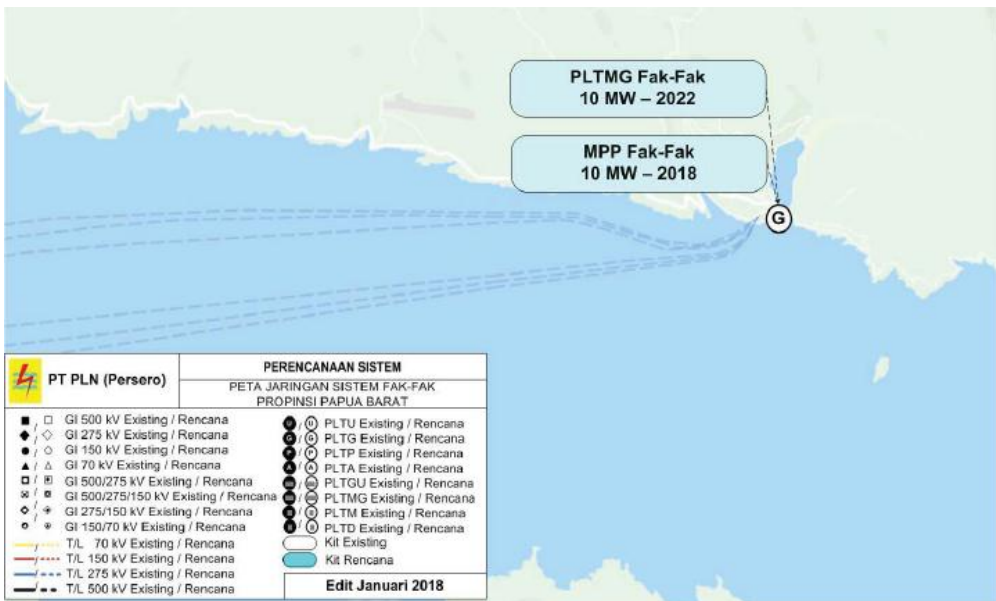 PLTMG Fak-Fak
10 MW – 2022
MPP Fak-Fak
10 MW – 2018
G
PT PLN (Persero)
PERENCANAAN SISTEM
PETA JARINGAN SISTEM FAK-FAK
PROPINSI PAPUA BARAT
GI 500 kV Existing / Rencana
GI 275 kV Existing / Rencana
GI 150 kV Existing / Rencana
GI 70 kV Existing / Rencana
GI 500/275 kV Existing / Rencana
GI 500/275/150 kV Existing / Rencana
GI 275/150 kV Existing / Rencana
GI 150/70 kV Existing / Rencana
T/L 70 kV Existing / Rencana
T/L 150 kV Existing / Rencana
T/L 275 kV Existing / Rencana
T/L 500 kV Existing / Rencana
U / U PLTU Existing / Rencana
G / G PLTG Existing / Rencana
P / P PLTP Existing / Rencana
A / A PLTA Existing / Rencana
PLTGU Existing / Rencana
PLTMG Existing / Rencana
PLTM Existing / Rencana
PLTD Existing / Rencana
Kit Existing
Kit Rencana
Edit Januari 2018